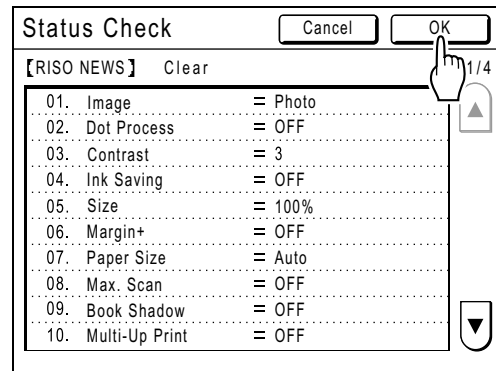 Status Check Cancel OK
【RISO NEWS】 Clear 1/4
01. Image = Photo
02. Dot Process = OFF
03. Contrast = 3
04. Ink Saving = OFF
05. Size = 100%
06. Margin+ = OFF
07. Paper Size = Auto
08. Max. Scan = OFF
09. Book Shadow = OFF
10. Multi-Up Print = OFF